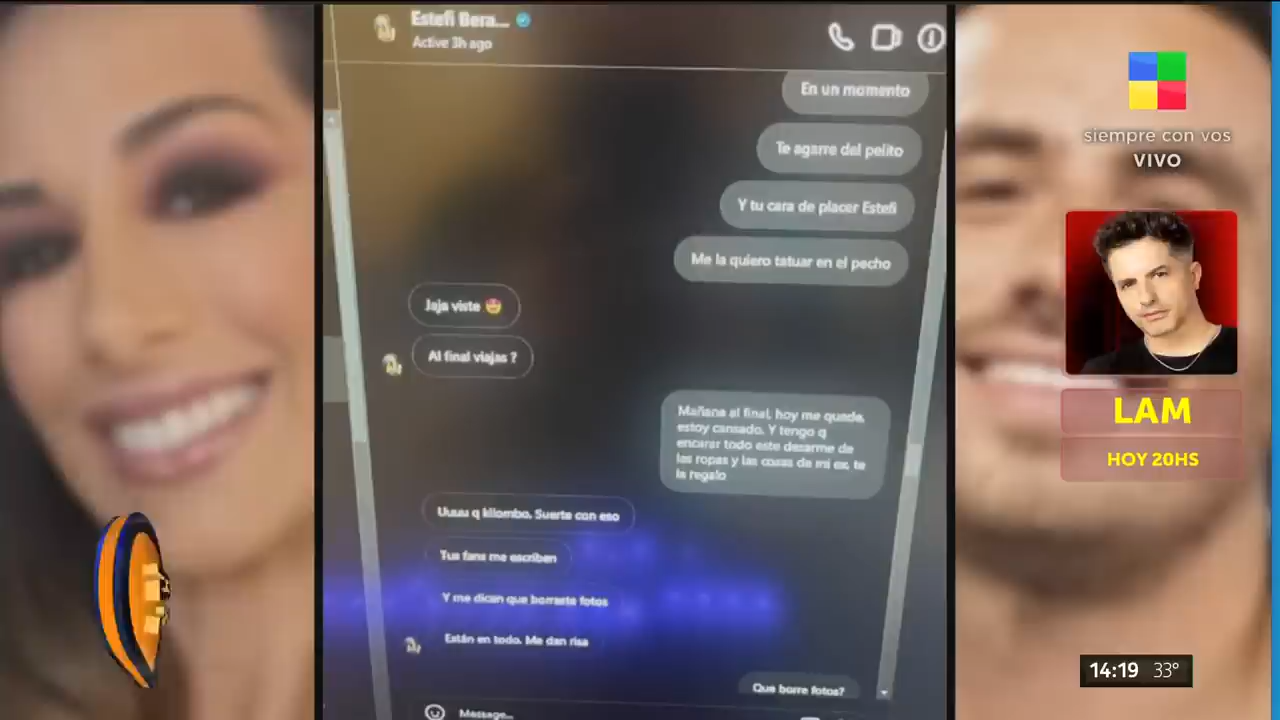 Estefi Bera...
Active 3h ago
En un momento
Te agarre del pelito
Y tu cara de placer Estefi
Me la quiero tatuar en el pecho
Jaja viste
Al final viajas ?
Mañana al final, hoy me quede,
estoy cansado. Y tengo q
encarar todo este desarme de
las ropas y las cosas de mi ex, te
la regalo
Uuuu q kilombo. Suerte con eso
Tus fans me escriben
Y me dicen que borraste fotos
Están en todo. Me dan risa
Que borre fotos?
Message...
siempre con vos
VIVO
LAM
HOY 20HS
14:19 33°